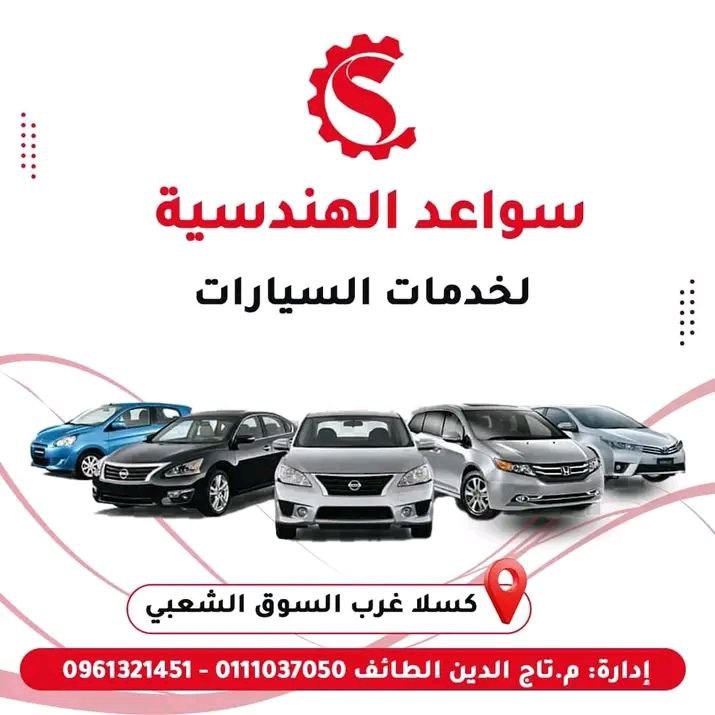 سواعد الهندسية
لخدمات السيارات
كسلا غرب السوق الشعبي
إدارة: م.تاج الدين الطائف 0111037050 - 0961321451